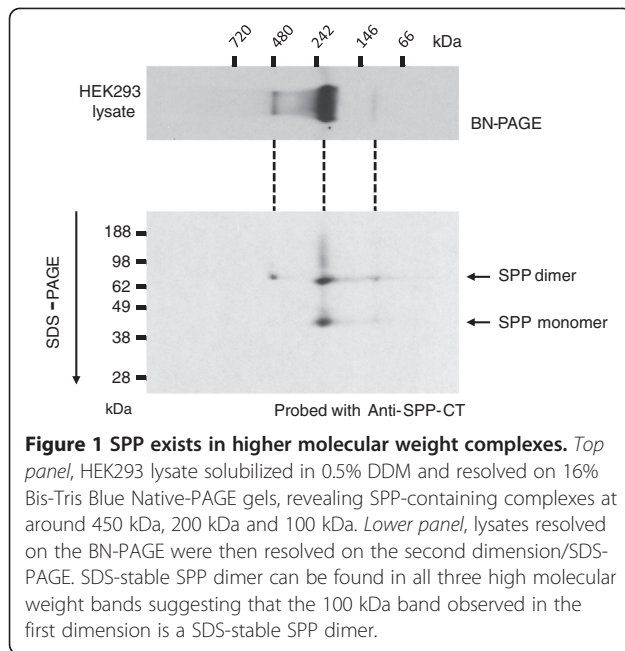 720 480 242 146 66 kDa
HEK293
lysate
BN-PAGE
SDS-PAGE
188
98
62
49
38
28
kDa
SPP dimer
SPP monomer
Probed with Anti-SPP-CT
Figure 1 SPP exists in higher molecular weight complexes. Top
panel, HEK293 lysate solubilized in 0.5% DDM and resolved on 16%
Bis-Tris Blue Native-PAGE gels, revealing SPP-containing complexes at
around 450 kDa, 200 kDa and 100 kDa. Lower panel, lysates resolved
on the BN-PAGE were then resolved on the second dimension/SDS-
PAGE. SDS-stable SPP dimer can be found in all three high molecular
weight bands suggesting that the 100 kDa band observed in the
first dimension is a SDS-stable SPP dimer.